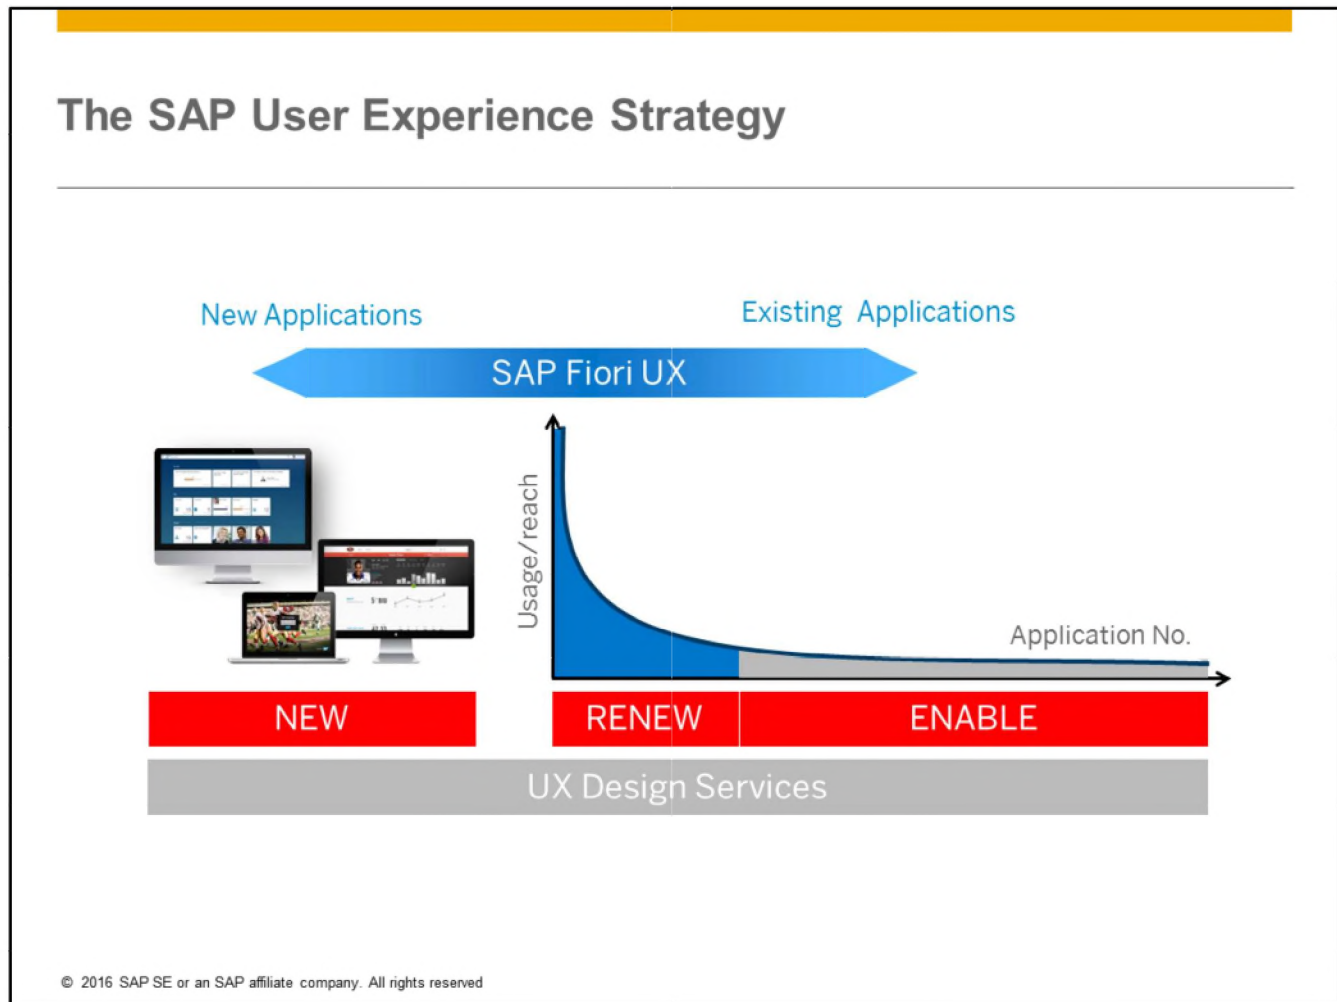 The SAP User Experience Strategy
New Applications
Existing Applications
SAP Fiori UX
Usage/reach
Application No.
NEW
RENEW
ENABLE
UX Design Services
© 2016 SAP SE or an SAP affiliate company. All rights reserved